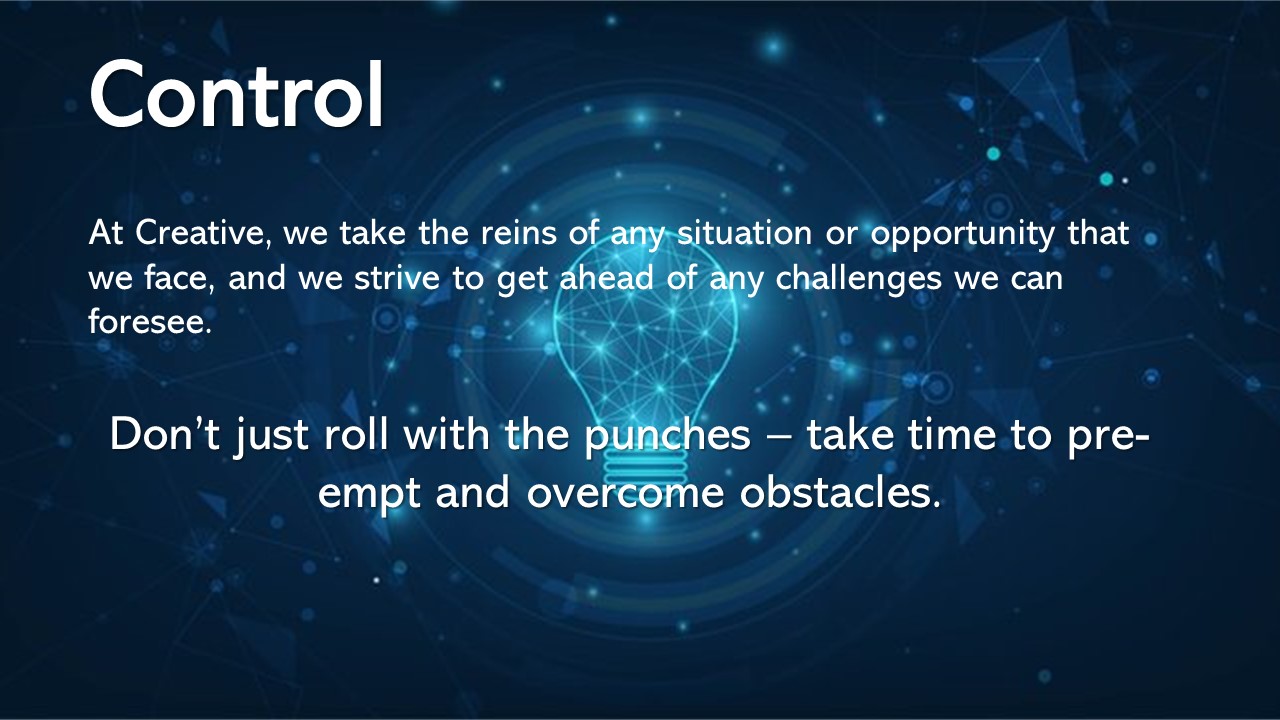 Control
At Creative, we take the reins of any situation or opportunity that
we face, and we strive to get ahead of any challenges we can
foresee.
Don’t just roll with the punches – take time to pre-
empt and overcome obstacles.